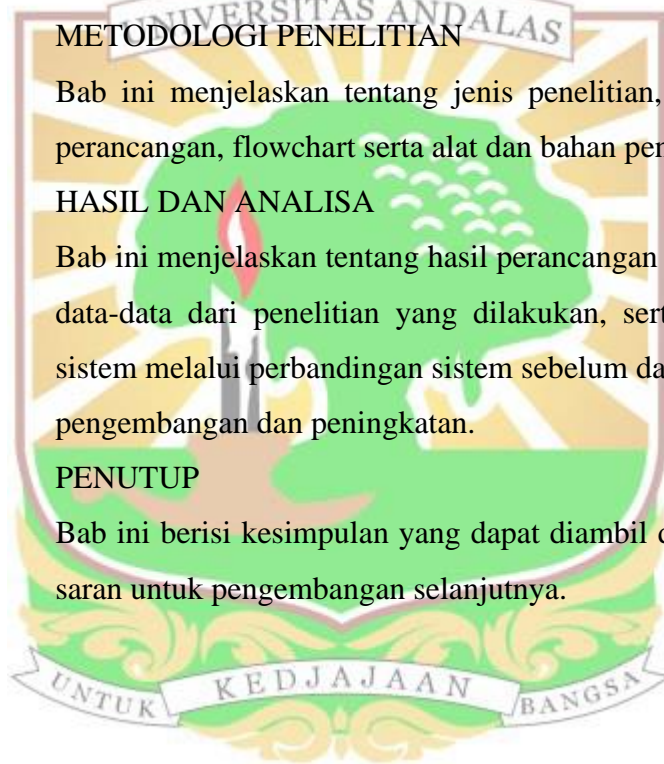 UNIVERSITAS ANDALAS
METODOLOGI PENELITIAN
Bab ini menjelaskan tentang jenis penelitian,
perancangan, flowchart serta alat dan bahan pen
HASIL DAN ANALISA
Bab ini menjelaskan tentang hasil perancangan
data-data dari penelitian yang dilakukan, sert
sistem melalui perbandingan sistem sebelum da
pengembangan dan peningkatan.
PENUTUP
Bab ini berisi kesimpulan yang dapat diambil d
saran untuk pengembangan selanjutnya.
UNTUK KEDJAJAAN BANGSA